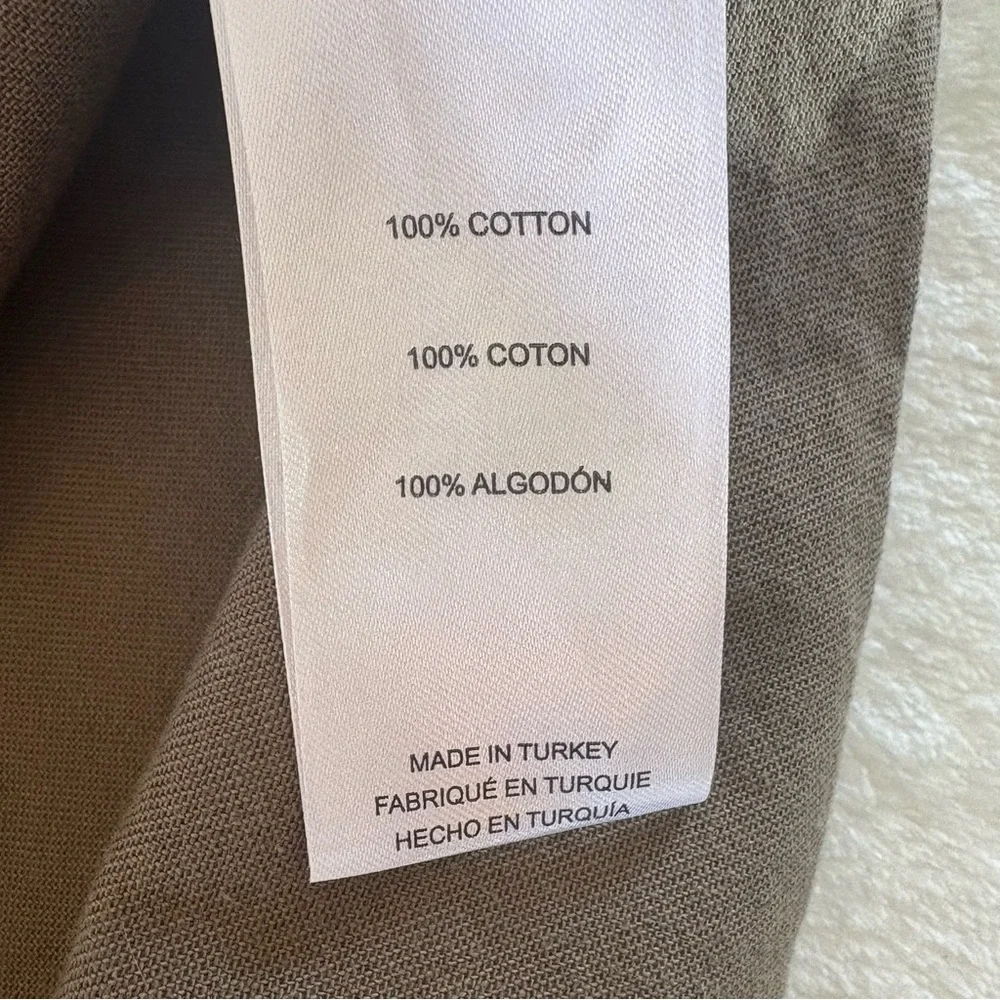 100% COTTON
100% COTON
100% ALGODÓN
MADE IN TURKEY
FABRIQUÉ EN TURQUIE
HECHO EN TURQUÍA